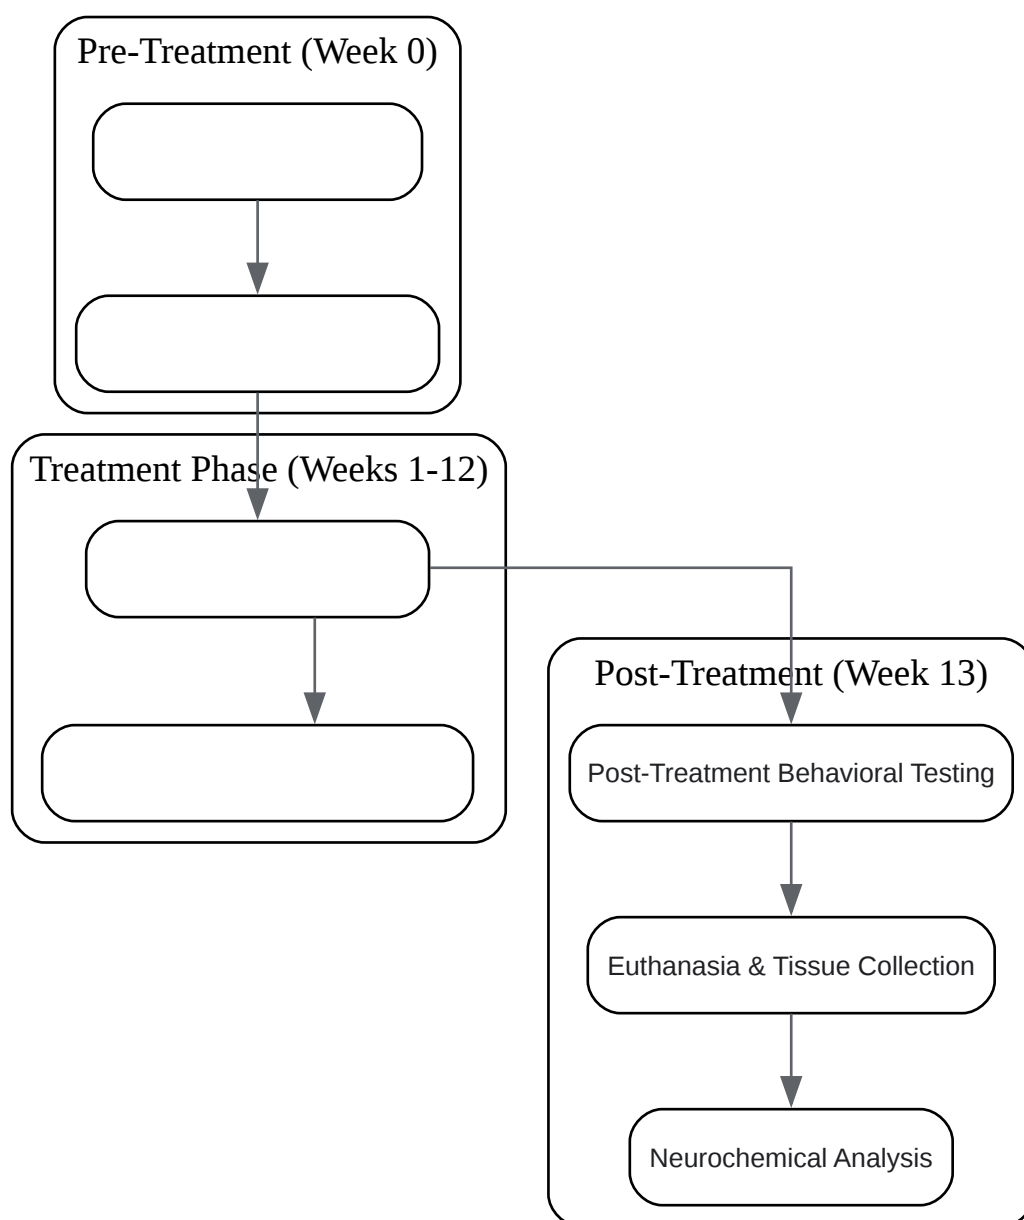 Pre-Treatment (Week 0)
Treatment Phase (Weeks 1-12)
Post-Treatment (Week 13)
Post-Treatment Behavioral Testing
Euthanasia & Tissue Collection
Neurochemical Analysis